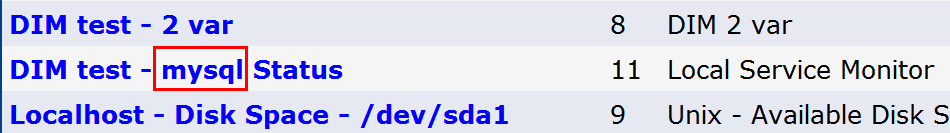 DIM test - 2 var 8 DIM 2 var
DIM test - mysql Status 11 Local Service Monitor
Localhost - Disk Space - /dev/sda1 9 Unix - Available Disk S